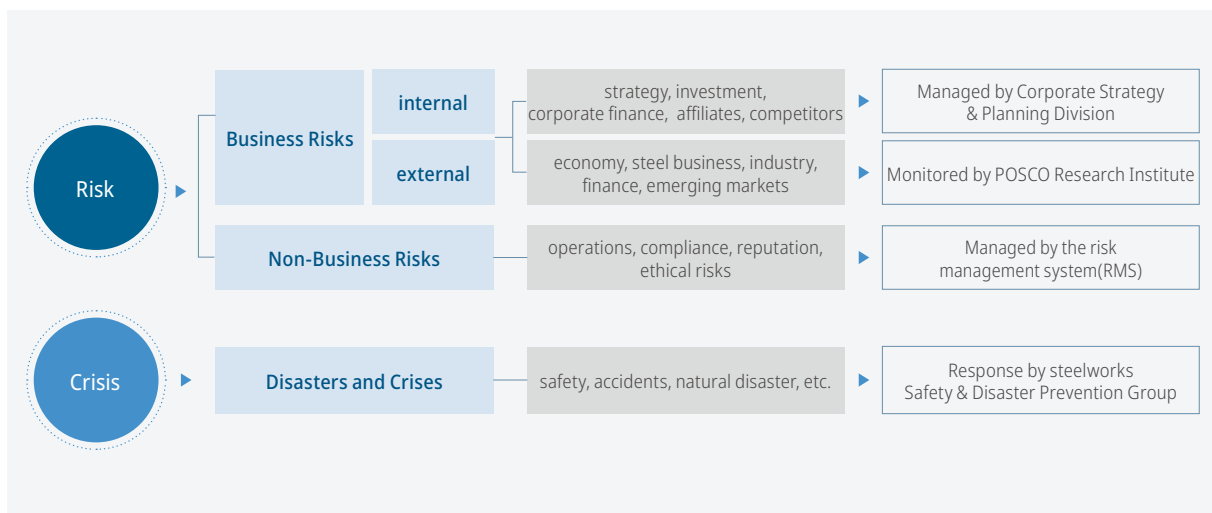 Risk
Business Risks
internal
strategy, investment,
corporate finance, affiliates, competitors
Managed by Corporate Strategy
& Planning Division
external
economy, steel business, industry,
finance, emerging markets
Monitored by POSCO Research Institute
Non-Business Risks
operations, compliance, reputation,
ethical risks
Managed by the risk
management system(RMS)
Crisis
Disasters and Crises
safety, accidents, natural disaster, etc.
Response by steelworks
Safety & Disaster Prevention Group